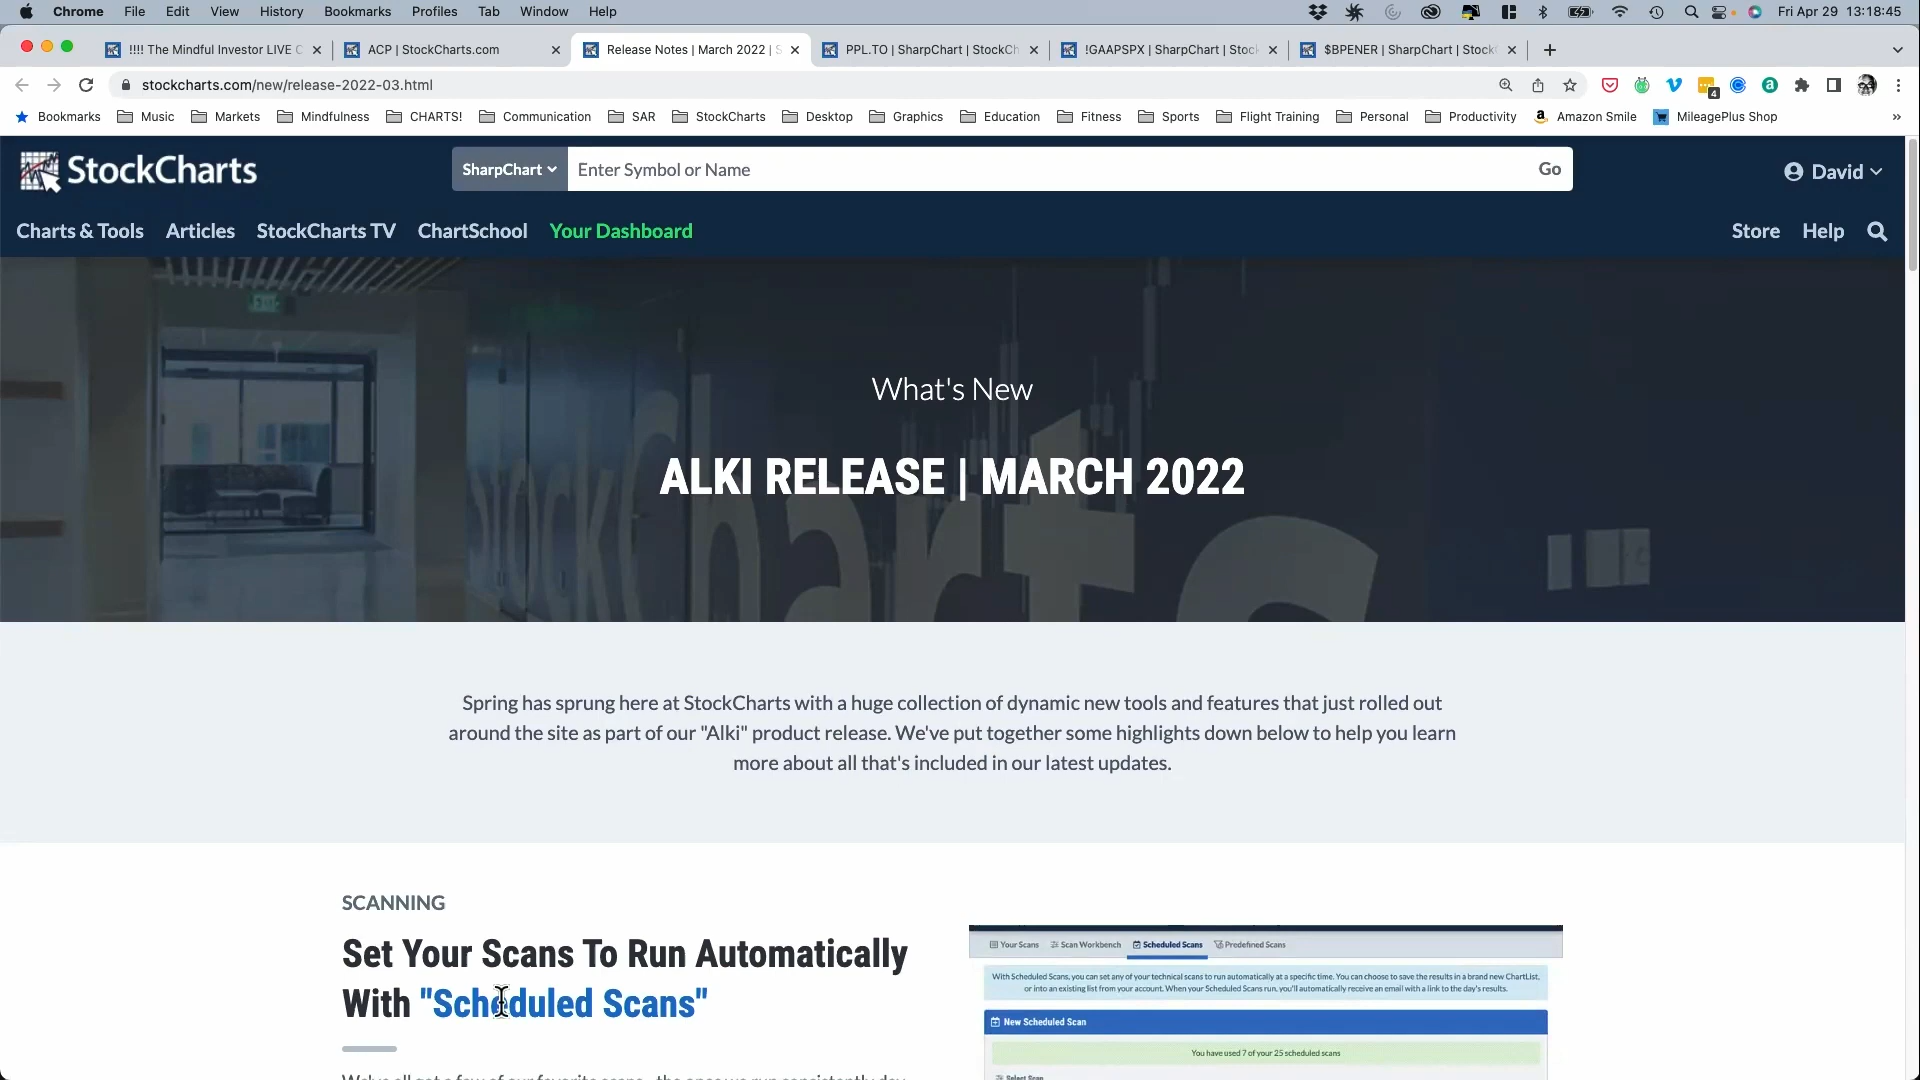 Chrome File Edit View History Bookmarks Profiles Tab Window Help Fri Apr 29 13:18:45
!!!! The Mindful Investor LIVE C ACP | StockCharts.com Release Notes | March 2022 | S PPL.TO | SharpChart | StockCh !GAAPSPX | SharpChart | Stock $BPENER | SharpChart | Stock
stockcharts.com/new/release-2022-03.html 4
Bookmarks Music Markets Mindfulness CHARTS! Communication SAR StockCharts Desktop Graphics Education Fitness Sports Flight Training Personal Productivity Amazon Smile MileagePlus Shop »
StockCharts SharpChart Enter Symbol or Name Go David
Charts & Tools Articles StockCharts TV ChartSchool Your Dashboard Store Help
What's New
ALKI RELEASE | MARCH 2022
Spring has sprung here at StockCharts with a huge collection of dynamic new tools and features that just rolled out
around the site as part of our "Alki" product release. We've put together some highlights down below to help you learn
more about all that's included in our latest updates.
SCANNING
Set Your Scans To Run Automatically
With "Scheduled Scans"
Your Scans Scan Workbench Scheduled Scans Predefined Scans
With Scheduled Scans, you can set any of your technical scans to run automatically at a specific time. You can choose to save the results in a brand new ChartList,
or into an existing list from your account. When your Scheduled Scans run, you'll automatically receive an email with a link to the day's results.
New Scheduled Scan
You have used 7 of your 25 scheduled scans
Select Scan